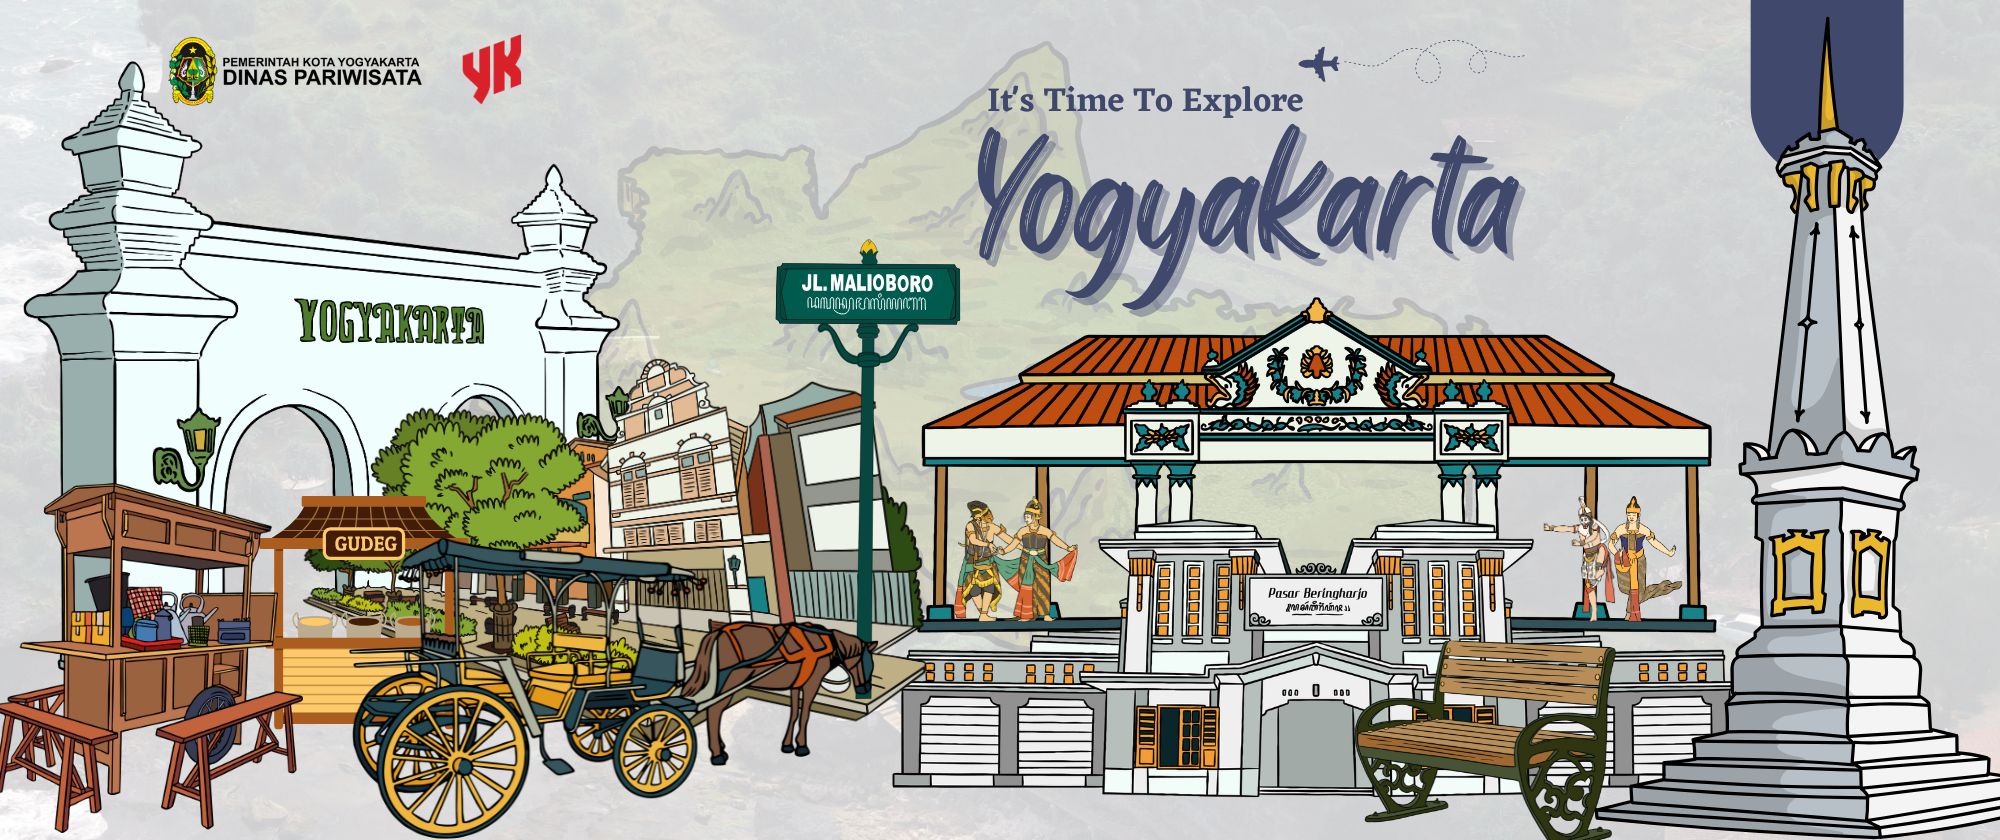 PEMERINTAH KOTA YOGYAKARTA
DINAS PARIWISATA
YK
It's Time To Explore
Yogyakarta
YOGYAKARTA
JL. MALIOBORO
GUDEG
Pasar Beringharjo